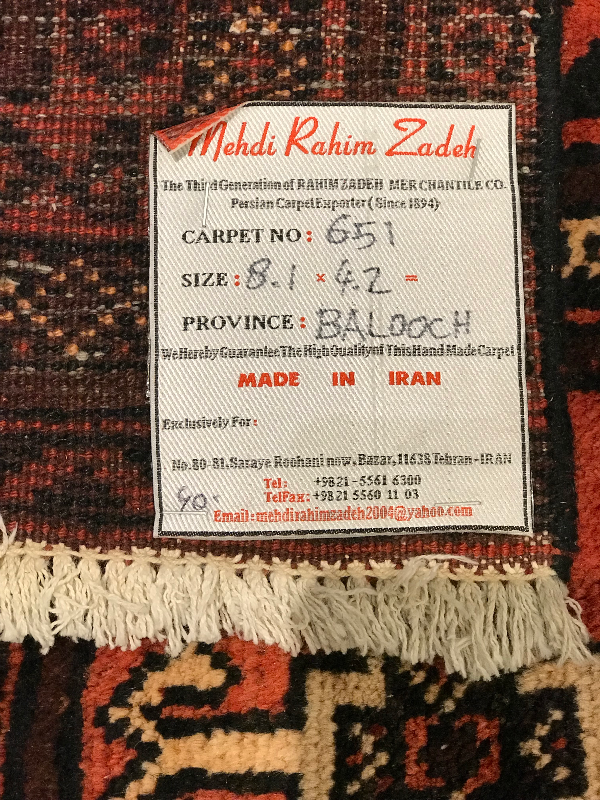 Mehdi Rahim Zadeh
The Third Generation of RAHIMZADEH MERCHANTILE CO.
Persian Carpet Exporter ( Since 1894)
CARPET NO : 651
SIZE : 8.1 × 4.2 =
PROVINCE : BALOOCH
We Hereby Guarantee The High Quality of This Hand Made Carpet
MADE IN IRAN
Exclusively For:
No.80-81, Saraye Roohani now, Bazar, 11638 Tehran - IRAN
Tel: +9821-5561 6300
TelFax: +9821 5560 11 03
90.
Email: mehdirahimzadeh2004@yahoo.com